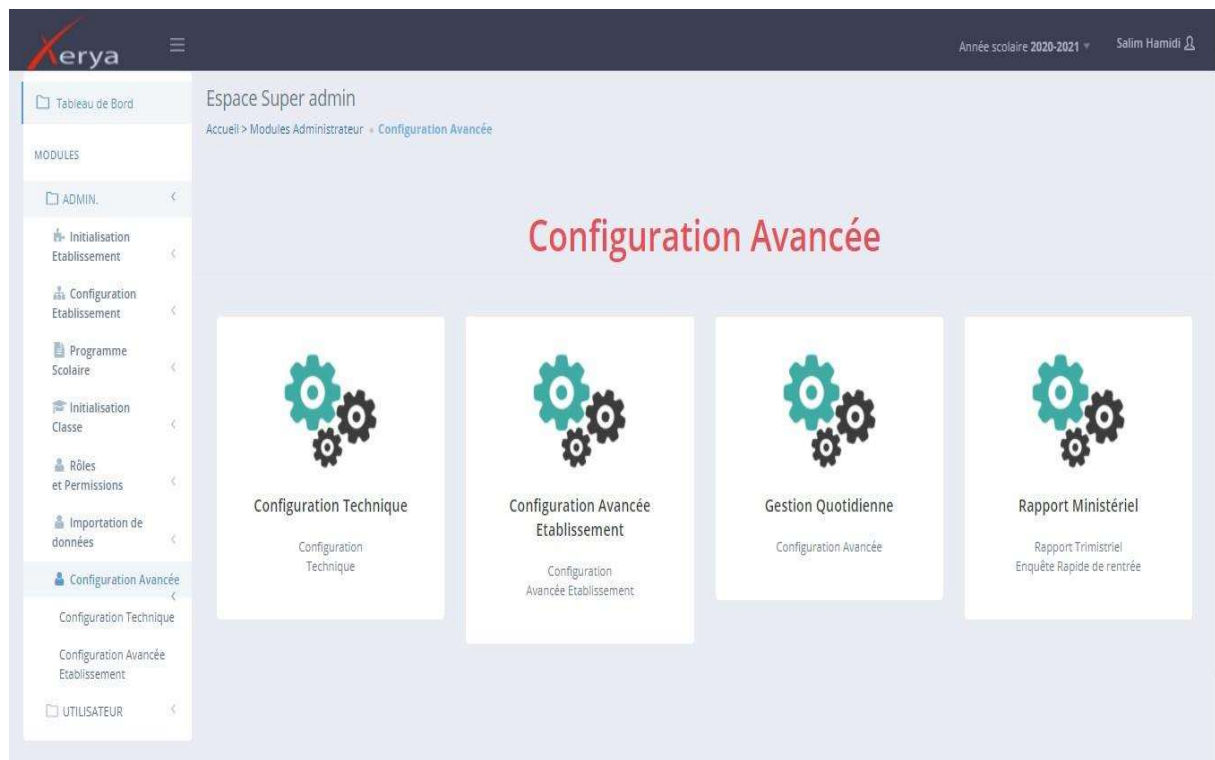 Xerya
Année scolaire 2020-2021
Salim Hamidi
Tableau de Bord
MODULES
ADMIN.
Initialisation
Etablissement
Configuration
Etablissement
Programme
Scolaire
Initialisation
Classe
Rôles
et Permissions
Importation de
données
Configuration Avancée
Configuration Technique
Configuration Avancée
Etablissement
UTILISATEUR
Espace Super admin
Accueil > Modules Administrateur • Configuration Avancée
Configuration Avancée
Configuration Technique
Configuration
Technique
Configuration Avancée
Etablissement
Configuration
Avancée Etablissement
Gestion Quotidienne
Configuration Avancée
Rapport Ministériel
Rapport Trimistriel
Enquête Rapide de rentrée